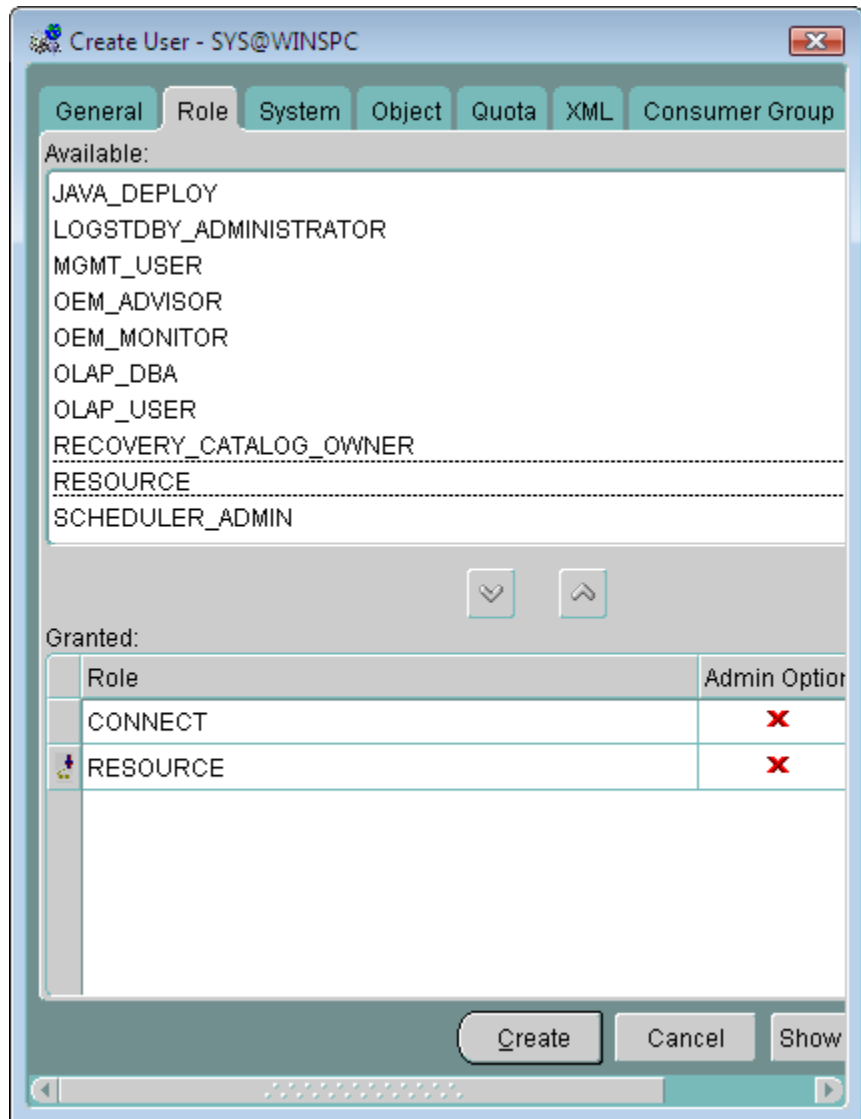 Create User - SYS@WINSPC
General Role System Object Quota XML Consumer Group
Available:
JAVA_DEPLOY
LOGSTDBY_ADMINISTRATOR
MGMT_USER
OEM_ADVISOR
OEM_MONITOR
OLAP_DBA
OLAP_USER
RECOVERY_CATALOG_OWNER
RESOURCE
SCHEDULER_ADMIN
Granted:
Role Admin Option
CONNECT
RESOURCE
Create Cancel Show